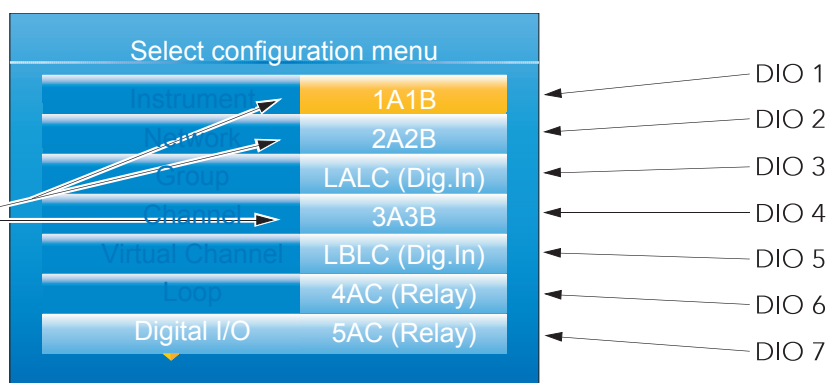 Select configuration menu
Instrument 1A1B DIO 1
Network 2A2B DIO 2
Group LALC (Dig.In) DIO 3
Channel 3A3B DIO 4
Virtual Channel LBLC (Dig.In) DIO 5
Loop 4AC (Relay) DIO 6
Digital I/O 5AC (Relay) DIO 7